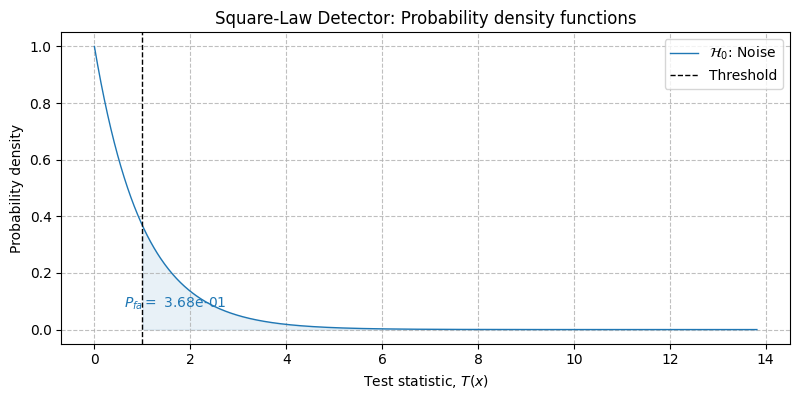 Square-Law Detector: Probability density functions
ℋ₀: Noise
Threshold
Probability density
1.0
0.8
0.6
0.4
0.2
0.0
P_fa = 3.68e-01
0 2 4 6 8 10 12 14
Test statistic, T(x)